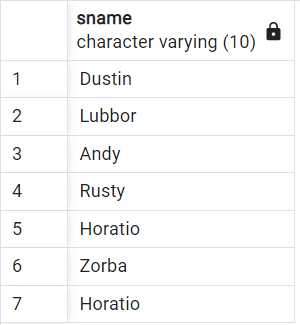 sname
character varying (10)
1 Dustin
2 Lubbor
3 Andy
4 Rusty
5 Horatio
6 Zorba
7 Horatio